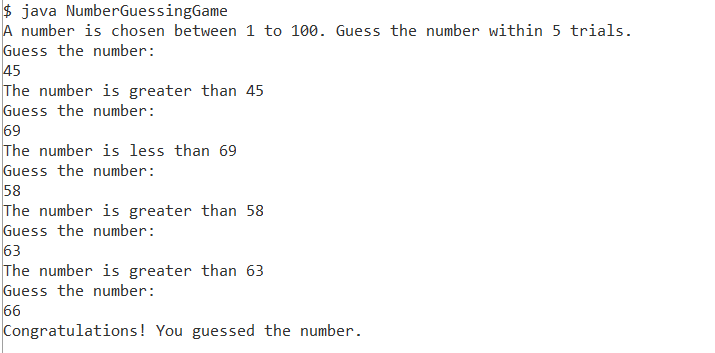 $ java NumberGuessingGame
A number is chosen between 1 to 100. Guess the number within 5 trials.
Guess the number:
45
The number is greater than 45
Guess the number:
69
The number is less than 69
Guess the number:
58
The number is greater than 58
Guess the number:
63
The number is greater than 63
Guess the number:
66
Congratulations! You guessed the number.